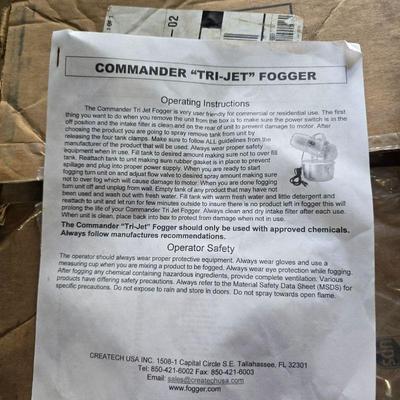 02
COMMANDER “TRI-JET” FOGGER
Operating Instructions
The Commander Tri Jet Fogger is very user friendly for commercial or residential use. The first
thing you want to do when you remove the unit from the box is to make sure the power switch is in the
off position and the intake filter is clean and on the rear of unit to prevent damage to motor. After
choosing the product you are going to spray remove tank from unit by
releasing the four tank clamps. Make sure to follow ALL guidelines from the
manufacturer of the product that will be used. Always wear proper safety
equipment when in use. Fill tank to desired amount making sure not to over fill
tank. Reattach tank to unit making sure rubber gasket is in place to prevent
spillage and plug into proper power supply. When you are ready to start
fogging turn unit on and adjust flow valve to desired spray amount making sure
not to over fog which will cause damage to motor. When you are done fogging
turn unit off and unplug from wall. Empty tank of any product that may have not
been used and wash out with fresh water. Fill tank with warm fresh water and little detergent and
reattach to unit and let run for few minutes outside to insure there is no product left in fogger this will
prolong the life of your Commander Tri Jet Fogger. Always clean and dry intake filter after each use.
When unit is clean, place back into box to protect from damage when not in use.
The Commander “Tri-Jet” Fogger should only be used with approved chemicals.
Always follow manufactures recommendations.
Operator Safety
The operator should always wear proper protective equipment. Always wear gloves and use a
measuring cup when you are mixing a product to be fogged. Always wear eye protection while fogging.
After fogging any chemical containing hazardous ingredients, provide complete ventilation. Various
products have differing safety precautions. Always refer to the Material Safety Data Sheet (MSDS) for
specific precautions. Do not expose to rain and store in doors. Do not spray towards open flame.
CREATECH USA INC. 1508-1 Capital Circle S.E. Tallahassee, FL 32301
Tel: 850-421-6002 Fax: 850-421-6003
Email: sales@createchusa.com
www.fogger.com